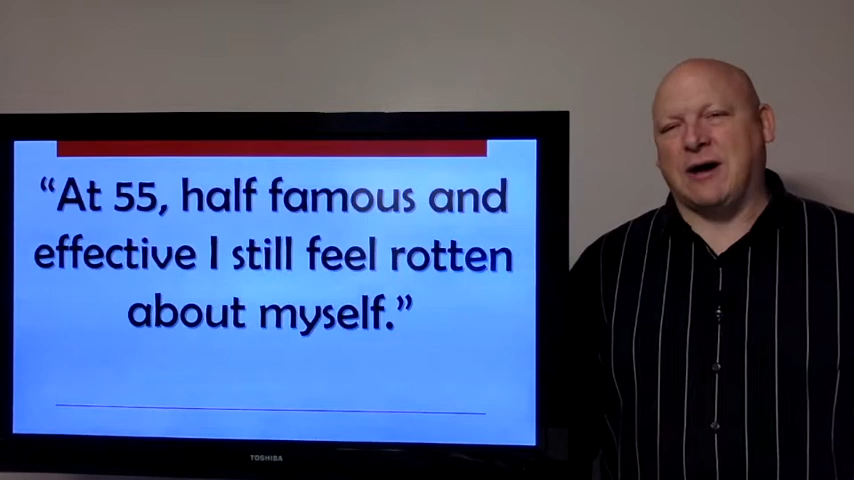 “At 55, half famous and
effective I still feel rotten
about myself.”
TOSHIBA